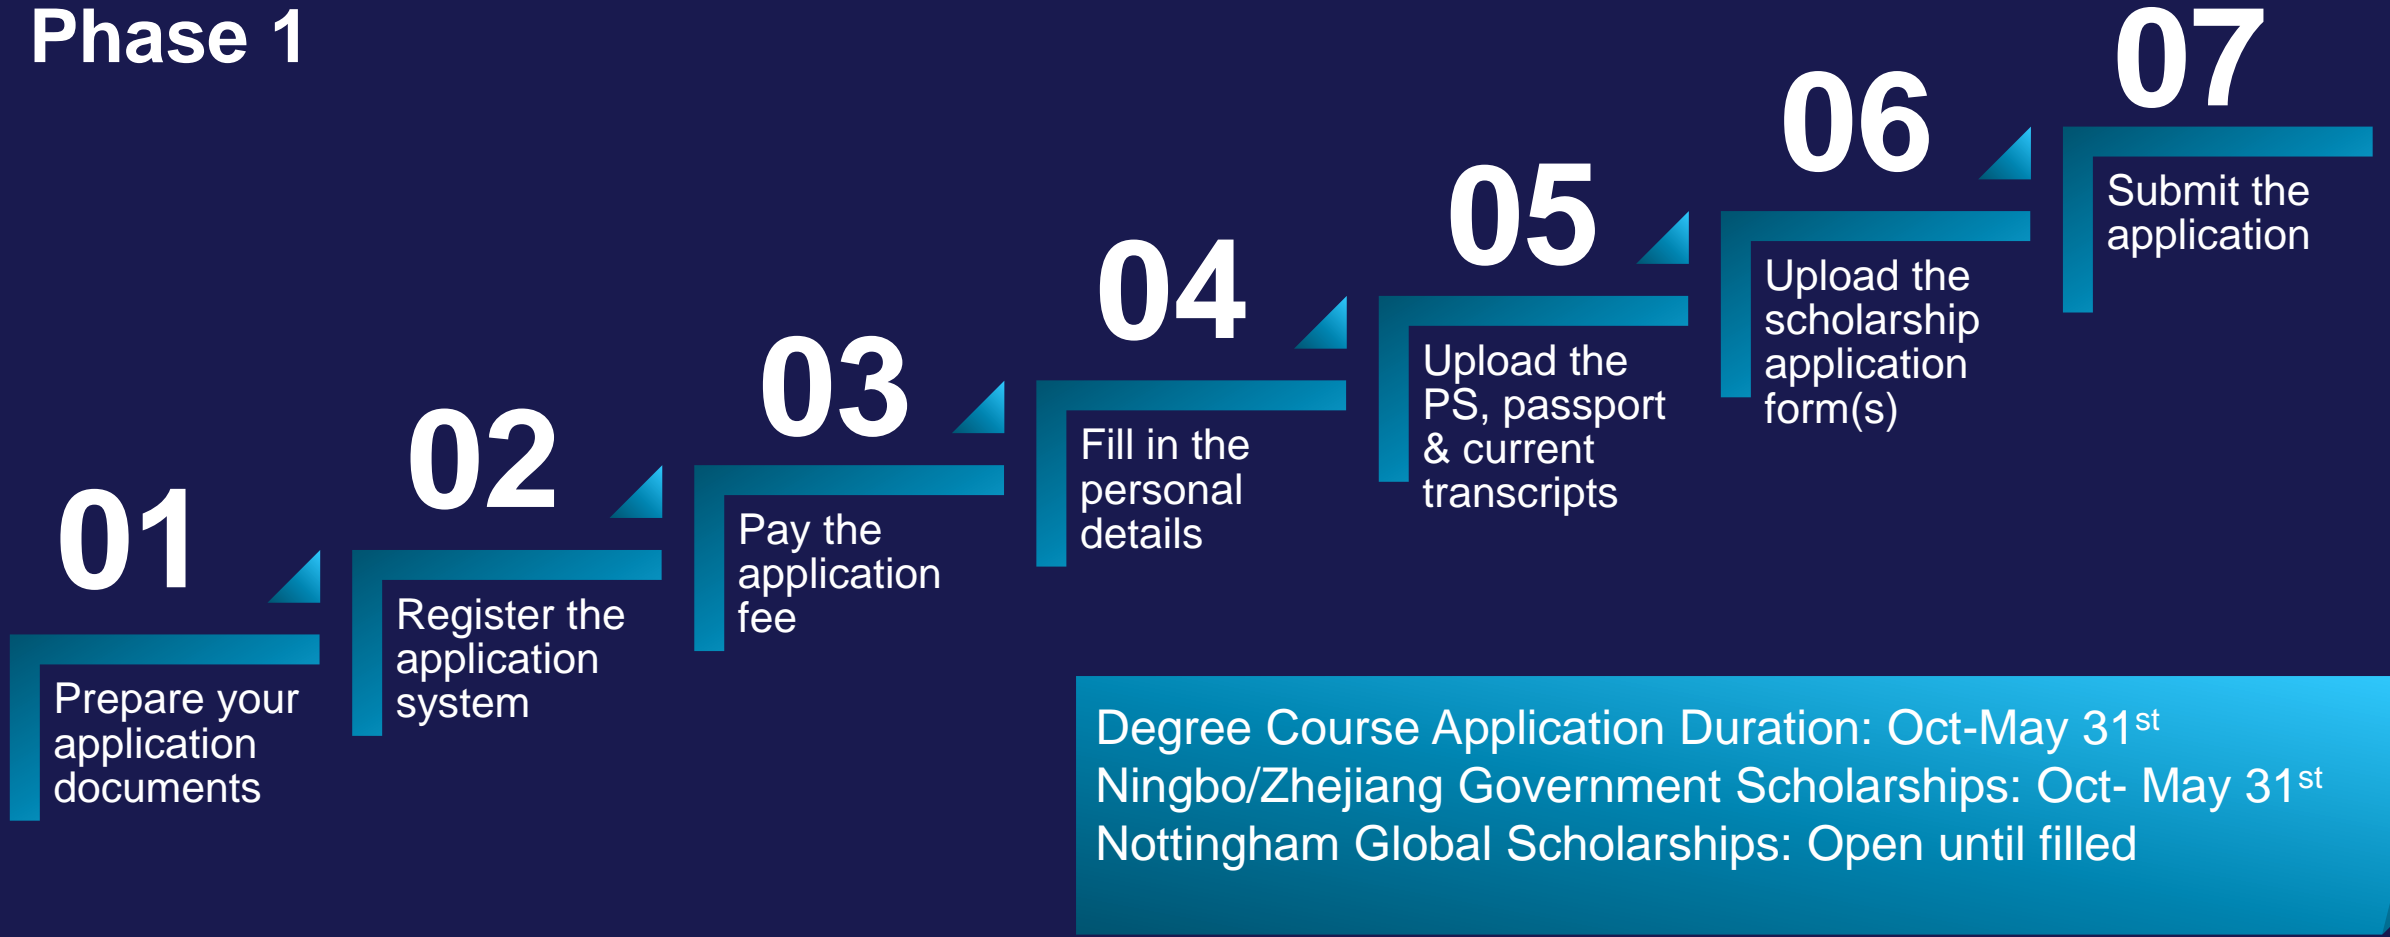 Phase 1
01
Prepare your
application
documents
02
Register the
application
system
03
Pay the
application
fee
04
Fill in the
personal
details
05
Upload the
PS, passport
& current
transcripts
06
Upload the
scholarship
application
form(s)
07
Submit the
application
Degree Course Application Duration: Oct-May 31st
Ningbo/Zhejiang Government Scholarships: Oct- May 31st
Nottingham Global Scholarships: Open until filled